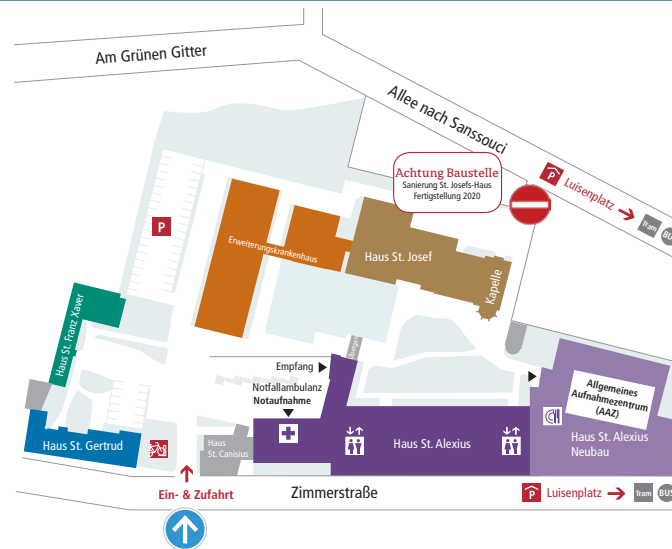 Am Grünen Gitter
Allee nach Sanssouci
Achtung Baustelle
Sanierung St. Josefs-Haus
Fertigstellung 2020
P
Luisenplatz
Tram
BUS
P
Erweiterungskrankenhaus
Haus St. Josef
Kapelle
Haus St. Franz Xaver
Empfang
Notfallambulanz
Notaufnahme
Allgemeines
Aufnahmezentrum
(AAZ)
Haus St. Gertrud
Haus
St. Canisius
Haus St. Alexius
Haus St. Alexius
Neubau
Ein- & Zufahrt
Zimmerstraße
P
Luisenplatz
Tram
BUS